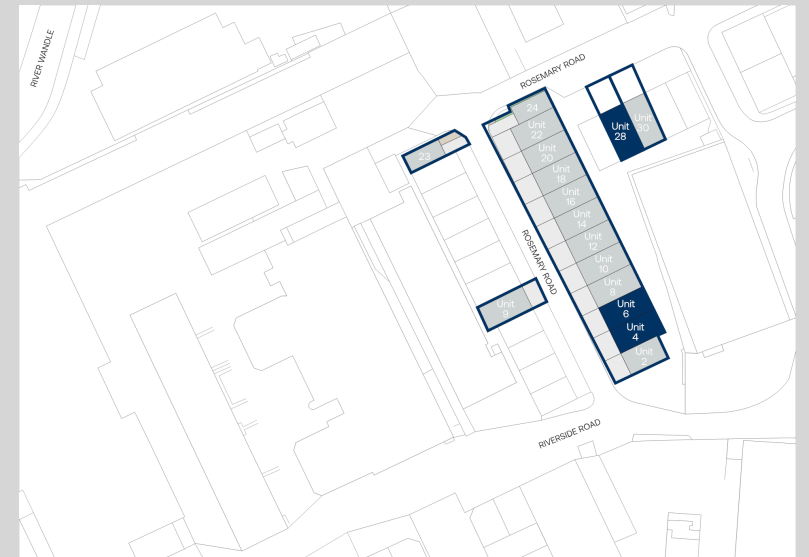 RIVER WANDLE
ROSEMARY ROAD
24
Unit
22
Unit
20
Unit
18
Unit
16
Unit
14
Unit
12
Unit
10
Unit
8
Unit
6
Unit
4
Unit
2
Unit
28
Unit
30
23
ROSEMARY ROAD
Unit
9
RIVERSIDE ROAD